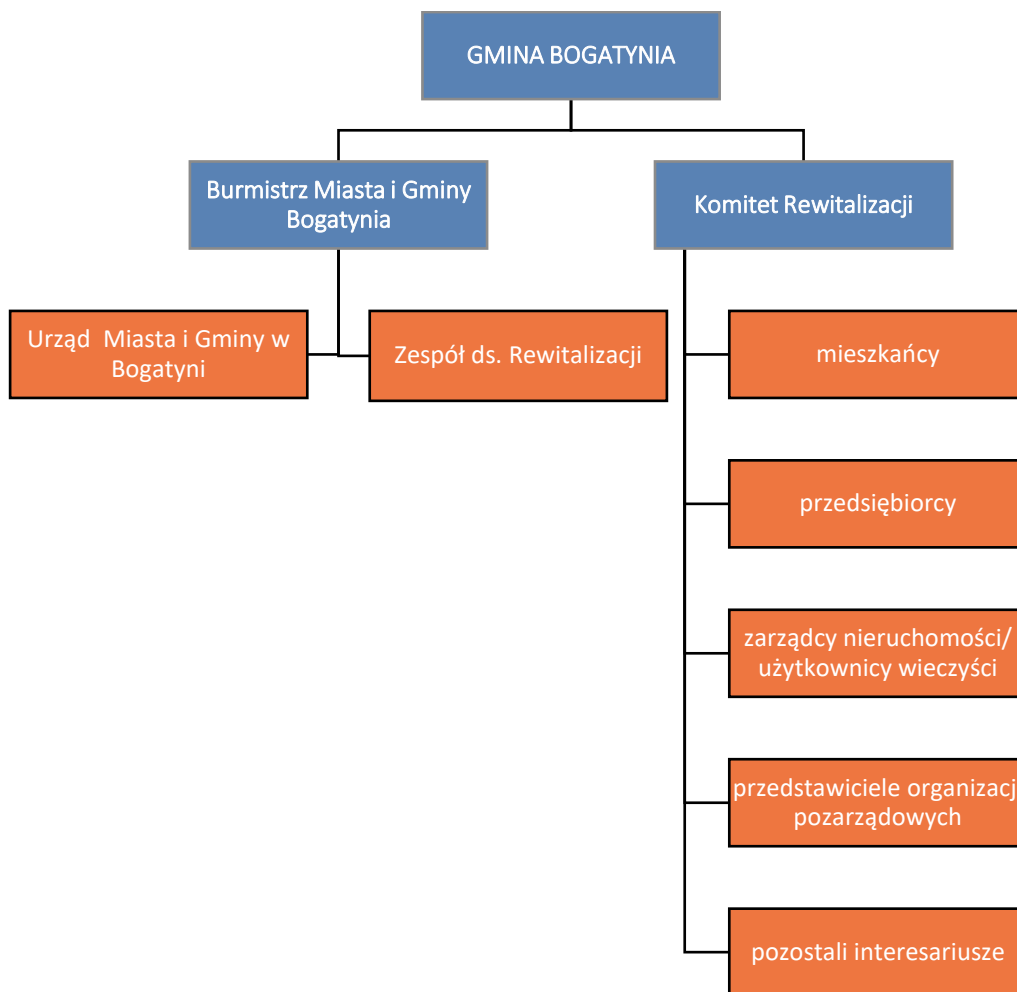 GMINA BOGATYNIA
Burmistrz Miasta i Gminy
Bogatynia
Komitet Rewitalizacji
Urząd  Miasta i Gminy w
Bogatyni
Zespół ds. Rewitalizacji
mieszkańcy
przedsiębiorcy
zarządcy nieruchomości/
użytkownicy wieczyści
przedstawiciele organizacj
pozarządowych
pozostali interesariusze